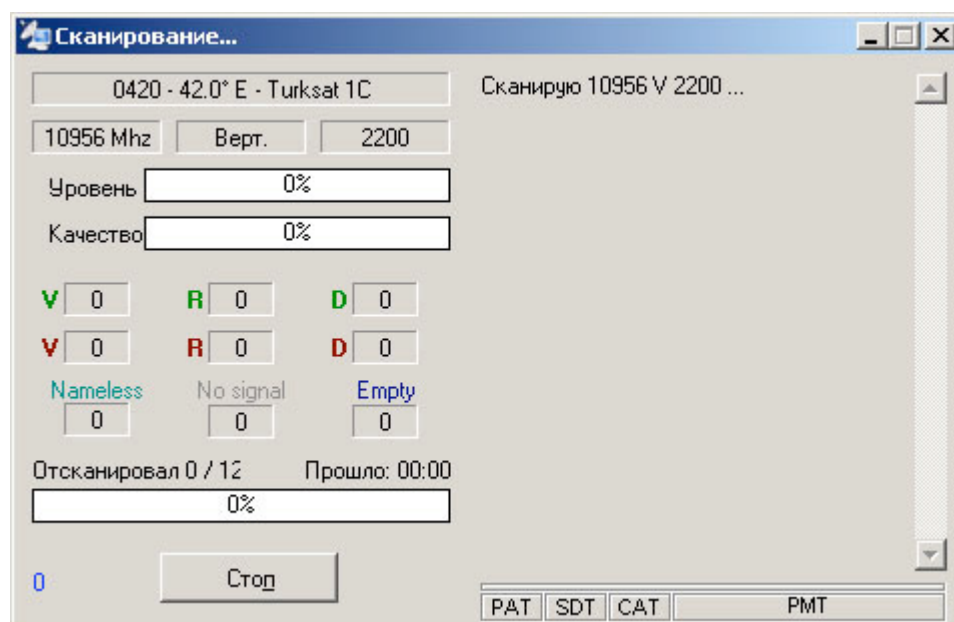 Сканирование...
0420 - 42.0° E - Turksat 1C
10956 Mhz Верт. 2200
Уровень 0%
Качество 0%
V 0 R 0 D 0
V 0 R 0 D 0
Nameless No signal Empty
0 0 0
Отсканировал 0 / 12 Прошло: 00:00
0%
0 Стоп
Сканирую 10956 V 2200 ...
PAT SDT CAT PMT